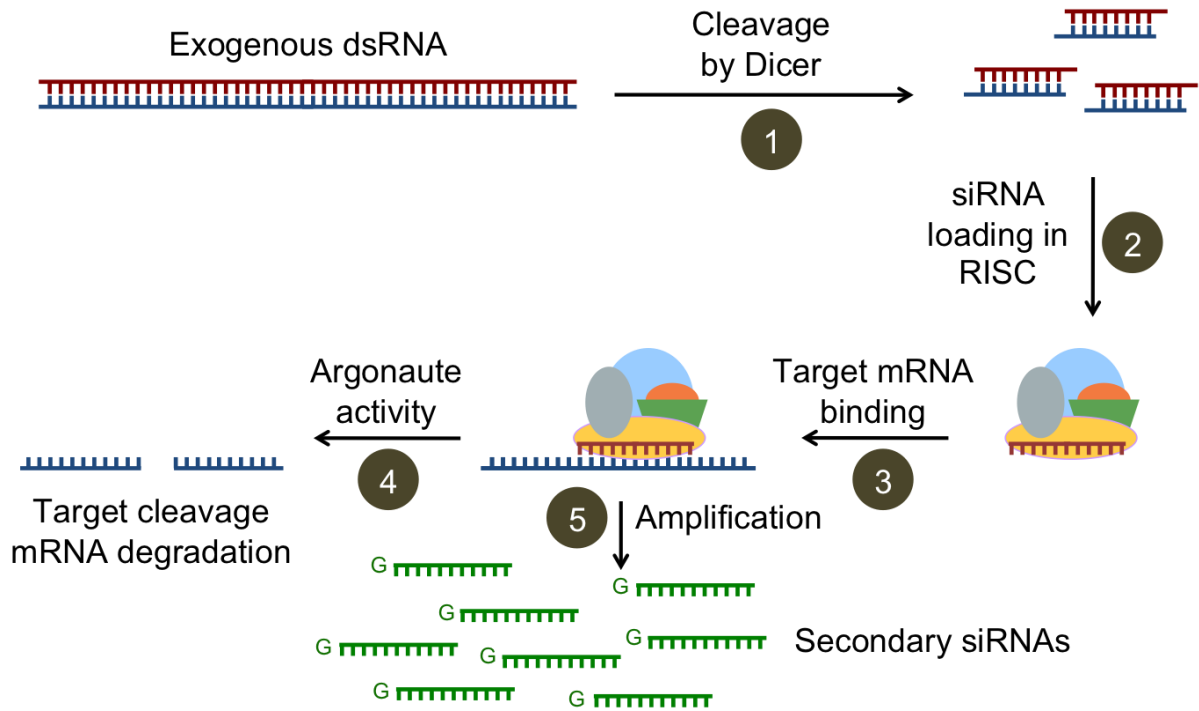 Exogenous dsRNA
Cleavage
by Dicer
1
siRNA
loading in
RISC
2
Target mRNA
binding
3
Argonaute
activity
4
Target cleavage
mRNA degradation
5
Amplification
G
G
G
G
G
G
G
G
Secondary siRNAs